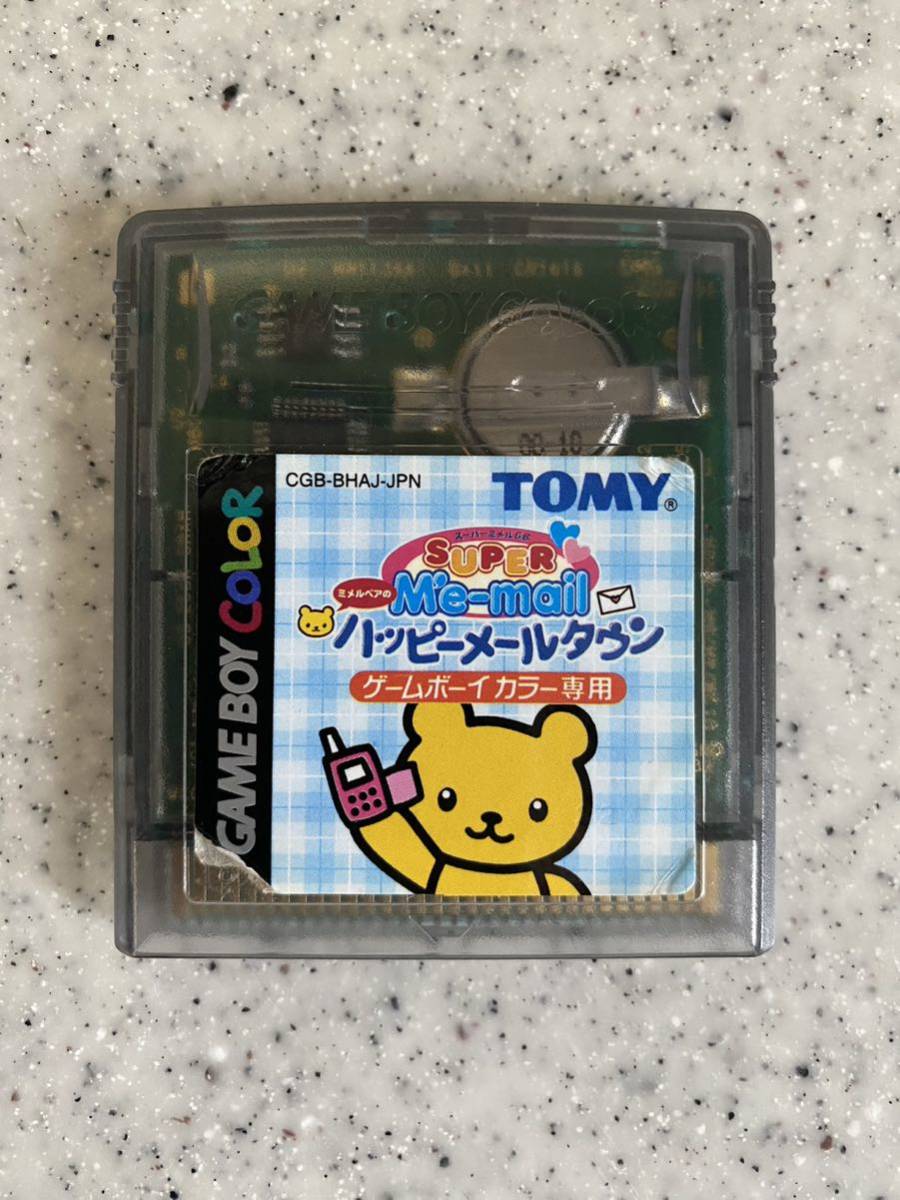 GAME BOY COLOR
GAME BOY COLOR
CGB-BHAJ-JPN
TOMY®
スーパーミメル G B
SUPER
ミメルベアの
Me-mail
ハッピーメールタウン
ゲームボーイカラー専用